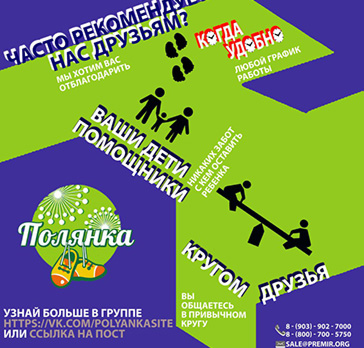 ЧАСТО РЕКОМЕНДУЕ
НАС ДРУЗЬЯМ?
МЫ ХОТИМ ВАС
ОТБЛАГОДАРИТЬ
КОГДА
УДОБНО
ЛЮБОЙ ГРАФИК
РАБОТЫ
ВАШИ ДЕТИ
ПОМОЩНИКИ
НИКАКИХ ЗАБОТ
С КЕМ ОСТАВИТЬ
РЕБЕНКА
Полянка
КРУГОМ
ДРУЗЬЯ
ВЫ
ОБЩАЕТЕСЬ
В ПРИВЫЧНОМ
КРУГУ
УЗНАЙ БОЛЬШЕ В ГРУППЕ
HTTPS://VK.COM/POLYANKASITE
ИЛИ ССЫЛКА НА ПОСТ
8 - (903) - 902 - 7000
8 - (800) - 700 - 5750
SALE@PREMIR.ORG